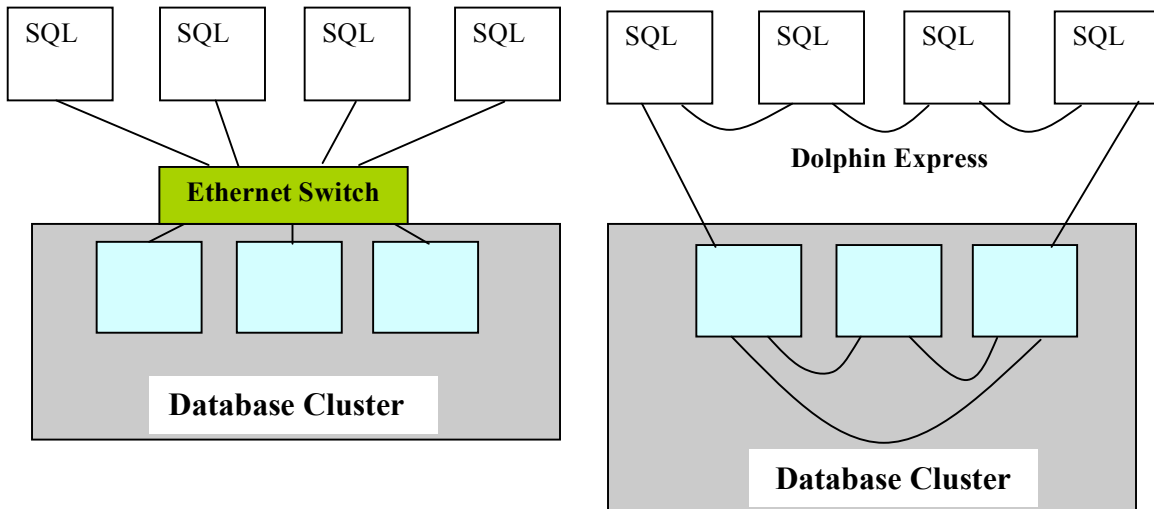 SQL SQL SQL SQL
Ethernet Switch
Database Cluster
SQL SQL SQL SQL
Dolphin Express
Database Cluster